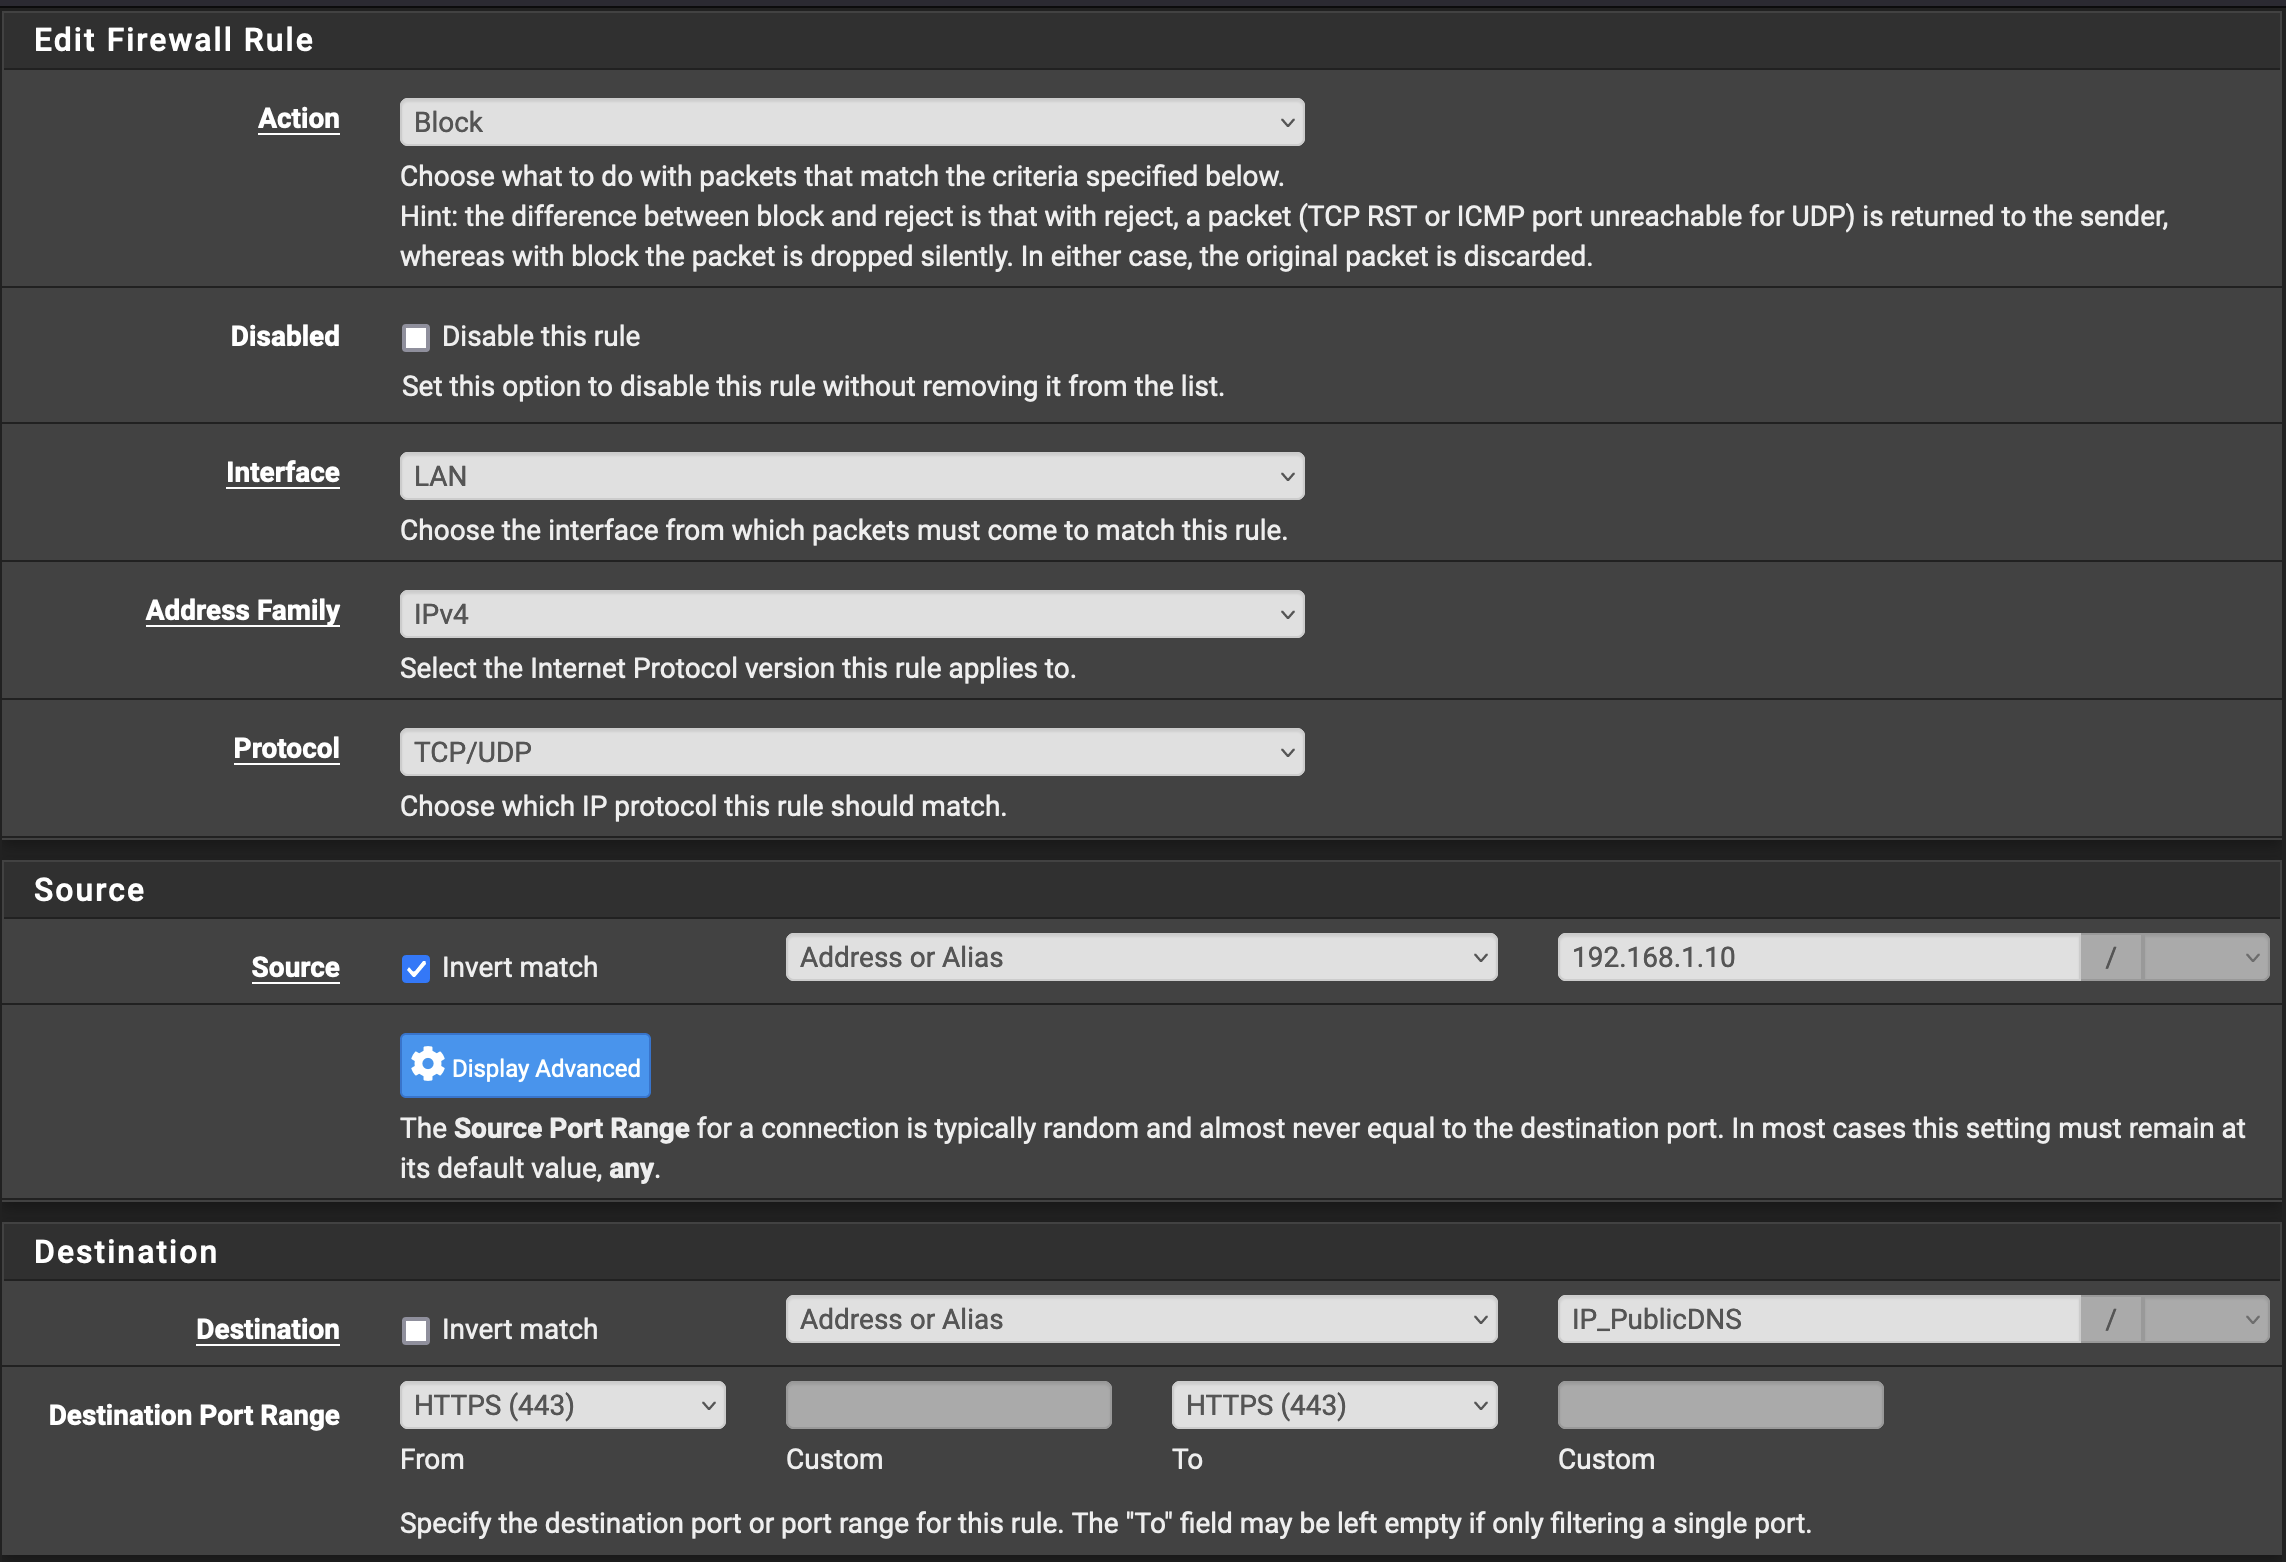 Edit Firewall Rule
Action
Block
Choose what to do with packets that match the criteria specified below.
Hint: the difference between block and reject is that with reject, a packet (TCP RST or ICMP port unreachable for UDP) is returned to the sender,
whereas with block the packet is dropped silently. In either case, the original packet is discarded.
Disabled
Disable this rule
Set this option to disable this rule without removing it from the list.
Interface
LAN
Choose the interface from which packets must come to match this rule.
Address Family
IPv4
Select the Internet Protocol version this rule applies to.
Protocol
TCP/UDP
Choose which IP protocol this rule should match.
Source
Source
Invert match
Address or Alias
192.168.1.10
/
Display Advanced
The Source Port Range for a connection is typically random and almost never equal to the destination port. In most cases this setting must remain at
its default value, any.
Destination
Destination
Invert match
Address or Alias
IP_PublicDNS
/
Destination Port Range
HTTPS (443)
HTTPS (443)
From
Custom
To
Custom
Specify the destination port or port range for this rule. The "To" field may be left empty if only filtering a single port.